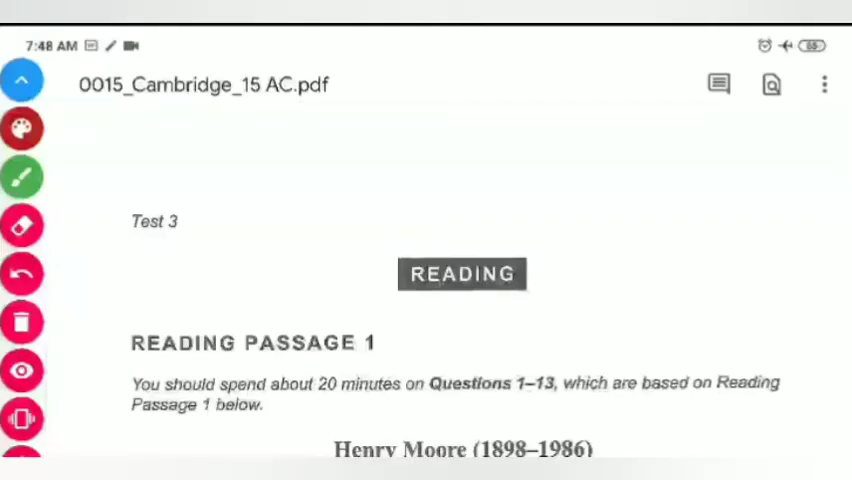 7:48 AM
55
0015_Cambridge_15 AC.pdf
Test 3
READING
READING PASSAGE 1
You should spend about 20 minutes on Questions 1–13, which are based on Reading
Passage 1 below.
Henry Moore (1898–1986)